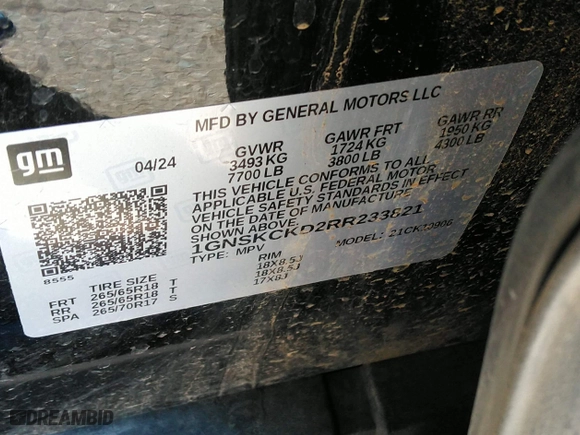 MFD BY GENERAL MOTORS LLC
gm
04/24
GVWR
3493 KG
7700 LB
GAWR FRT
1724 KG
3800 LB
GAWR RR
1950 KG
4300 LB
THIS VEHICLE CONFORMS TO ALL
APPLICABLE U.S. FEDERAL MOTOR
VEHICLE SAFETY STANDARDS IN EFFECT
ON THE DATE OF MANUFACTURE
SHOWN ABOVE.
1GNSKCKD2RR233821
TYPE: MPV
MODEL:
8555
TIRE SIZE
RIM
FRT 265/65R18 T 18X8.5J
RR 265/65R18 T 18X8.5J
SPA 265/70R17 S 17X8J
DREAMBID